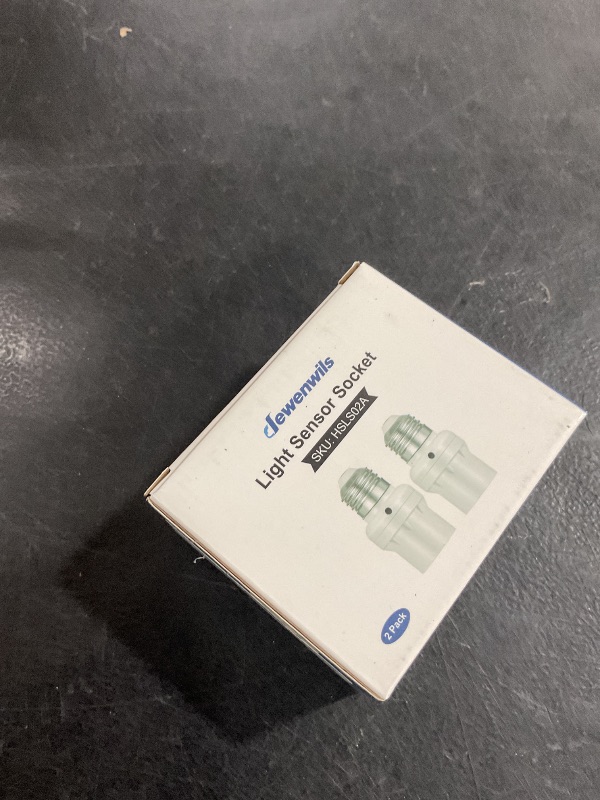 dewenwils
Light Sensor Socket
SKU: HSLS02A
2 Pack